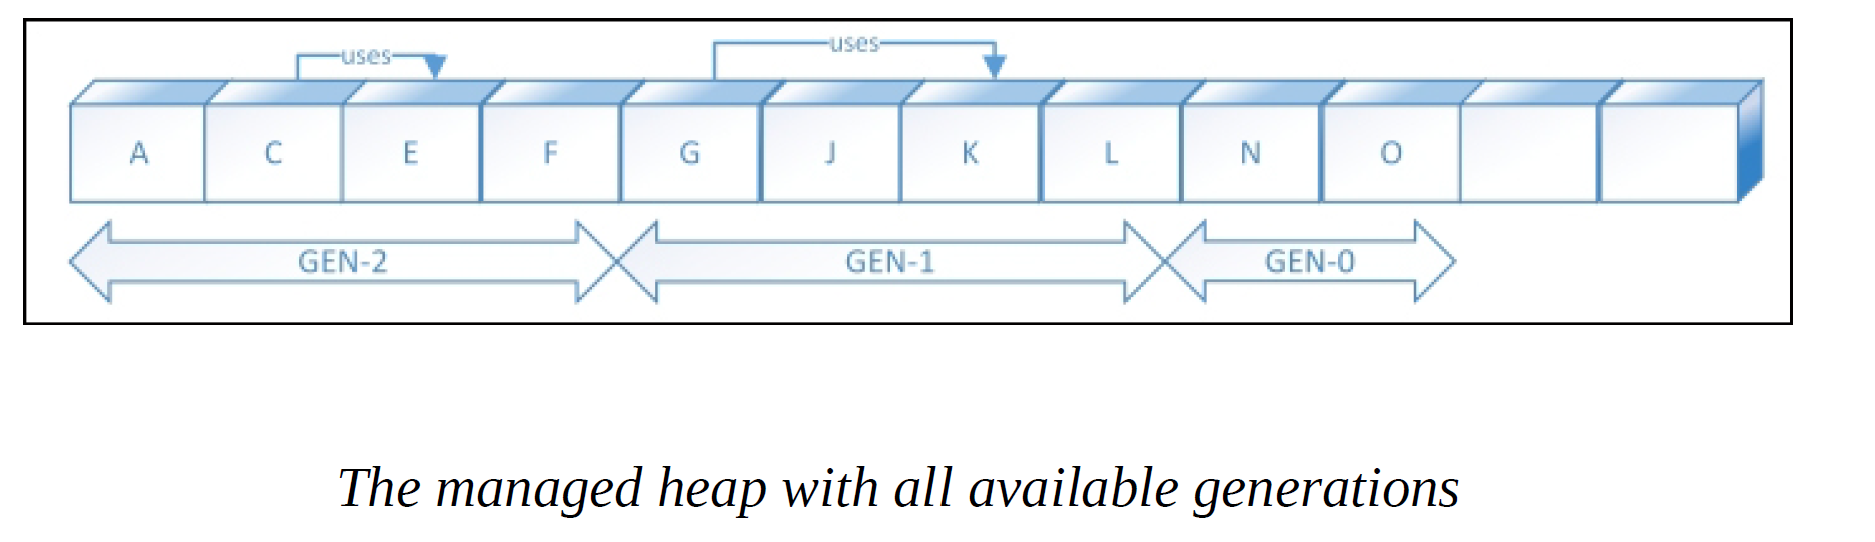 uses uses
A C E F G J K L N O
GEN-2 GEN-1 GEN-0
The managed heap with all available generations